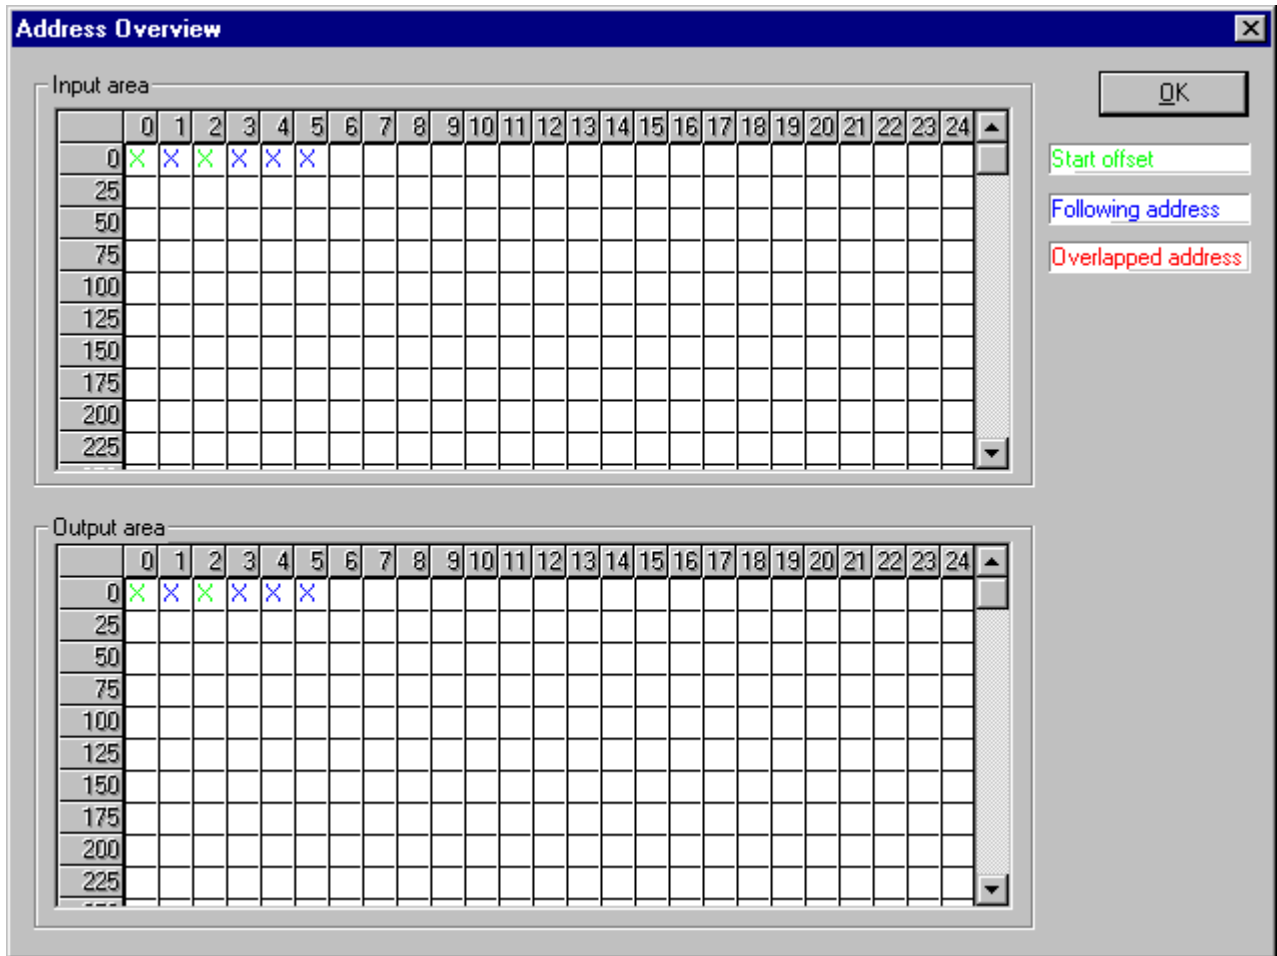 Address Overview
Input area
OK
0 1 2 3 4 5 6 7 8 9 10 11 12 13 14 15 16 17 18 19 20 21 22 23 24
0 X X X X X X
Start offset
25
50
Following address
75
Overlapped address
100
125
150
175
200
225
Output area
0 1 2 3 4 5 6 7 8 9 10 11 12 13 14 15 16 17 18 19 20 21 22 23 24
0 X X X X X X
25
50
75
100
125
150
175
200
225